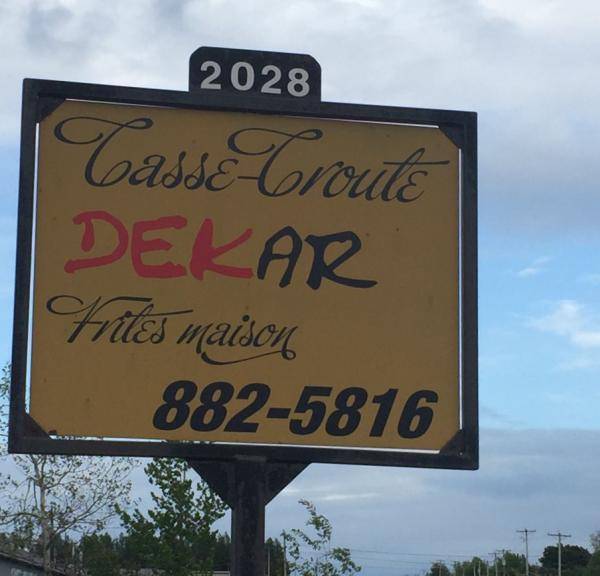 2028
Casse-Croute
DEKAR
Frites maison
882-5816